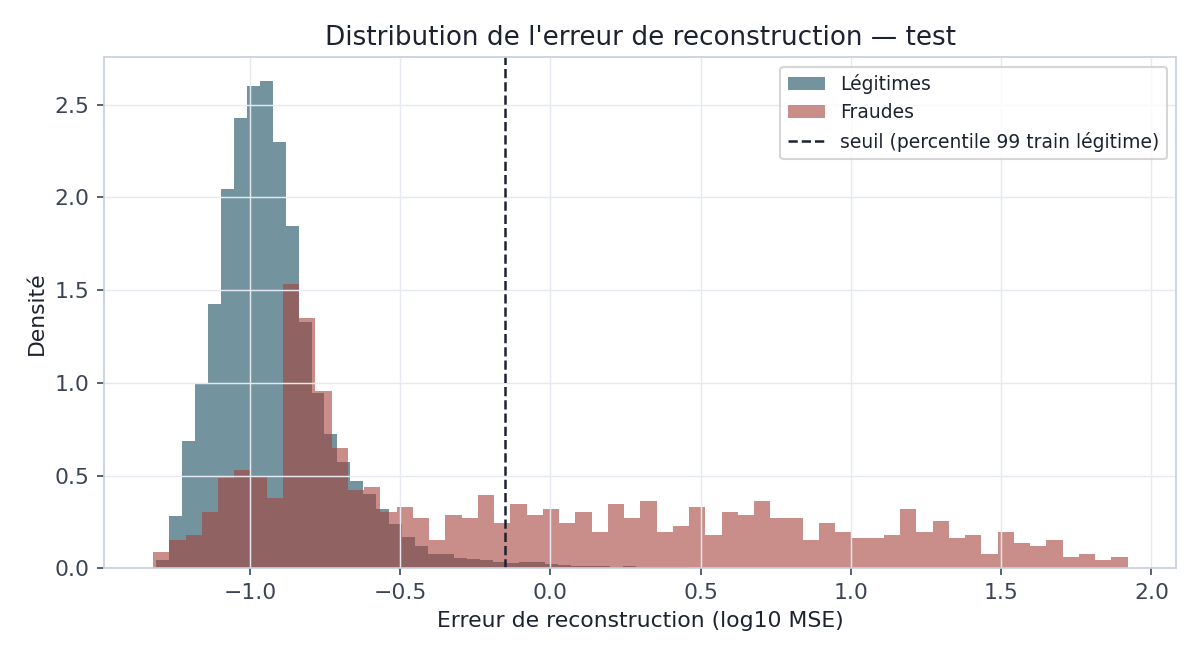 Distribution de l'erreur de reconstruction — test
Légitimes
Fraudes
seuil (percentile 99 train légitime)
Densité
2.5
2.0
1.5
1.0
0.5
0.0
−1.0 −0.5 0.0 0.5 1.0 1.5 2.0
Erreur de reconstruction (log10 MSE)